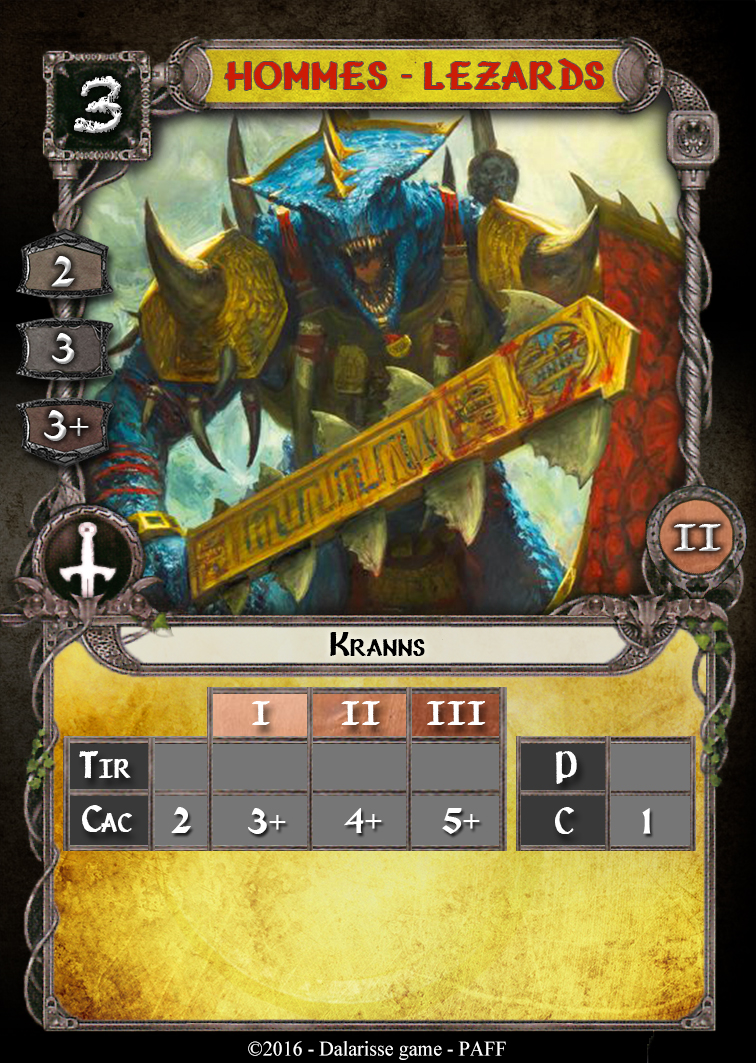 3
HOMMES - LEZARDS
2
3
3+
II
KRANNS
I II III
TIR
CAC 2 3+ 4+ 5+
P
C 1
©2016 - Dalarisse game - PAFF